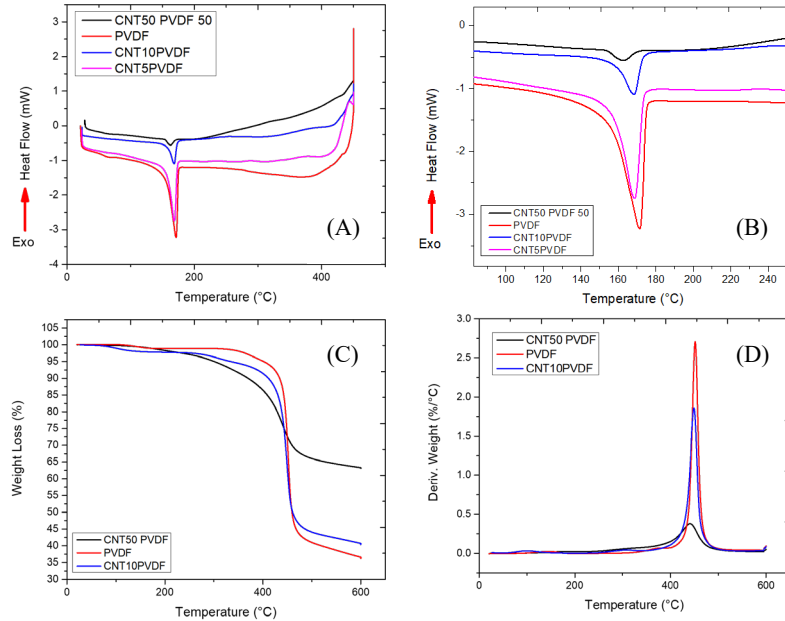 CNT50 PVDF 50
PVDF
CNT10PVDF
CNT5PVDF
(A)
3
2
1
0
-1
-2
-3
-4
Heat Flow (mW)
Exo
0
200
400
Temperature (°C)
(B)
0
-1
-2
-3
Heat Flow (mW)
Exo
CNT50 PVDF 50
PVDF
CNT10PVDF
CNT5PVDF
100
120
140
160
180
200
220
240
Temperature (°C)
(C)
105
100
95
90
85
80
75
70
65
60
55
50
45
40
35
30
Weight Loss (%)
CNT50 PVDF
PVDF
CNT10PVDF
0
200
400
600
Temperature (°C)
(D)
3.0
2.5
2.0
1.5
1.0
0.5
0.0
Deriv. Weight (%/°C)
CNT50 PVDF
PVDF
CNT10PVDF
0
200
400
600
Temperature (°C)